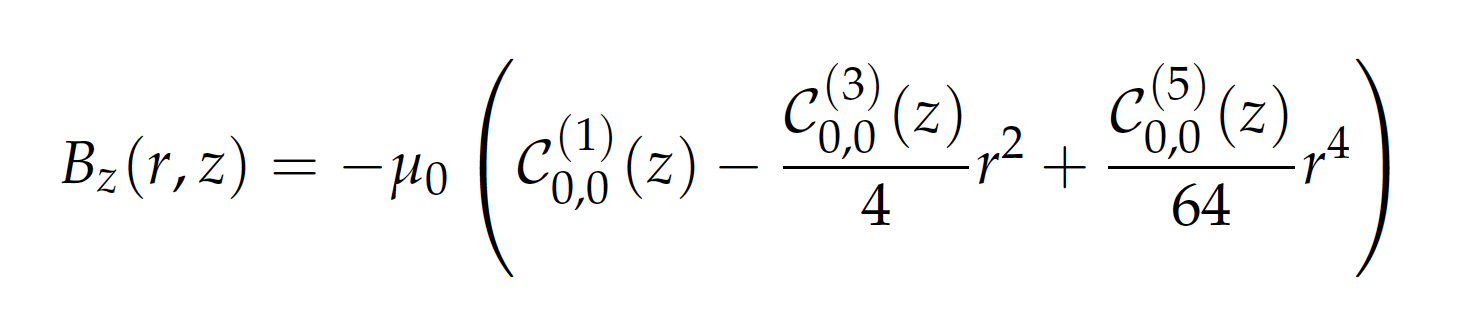 $B_z(r,z) = -\mu_0 \left( \mathcal{C}_{0,0}^{(1)}(z) - \frac{\mathcal{C}_{0,0}^{(3)}(z)}{4} r^2 + \frac{\mathcal{C}_{0,0}^{(5)}(z)}{64} r^4 \right)$